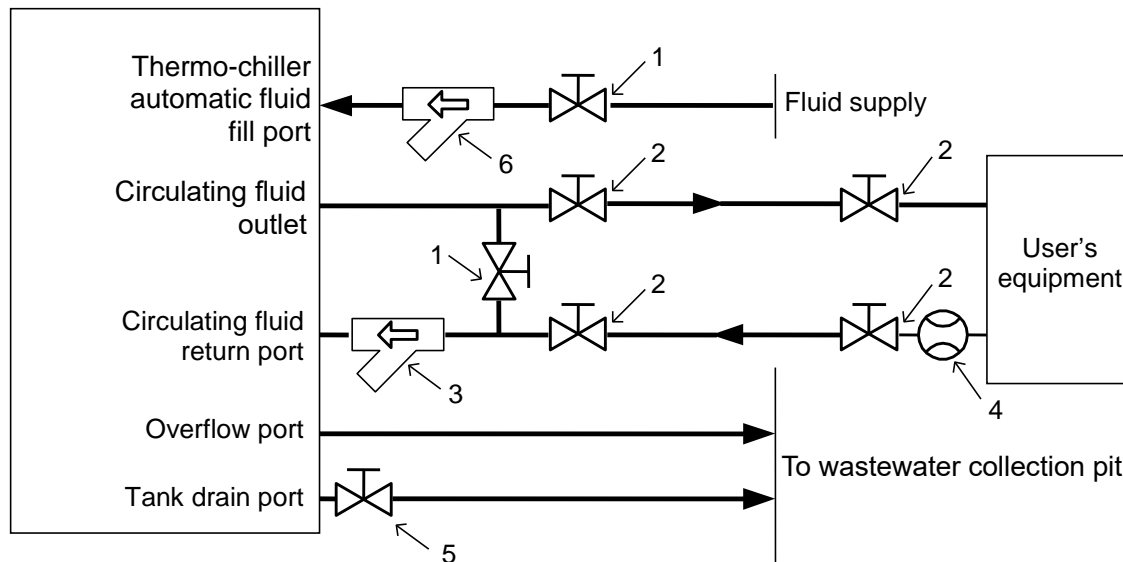 Thermo-chiller
automatic fluid
fill port
1
Fluid supply
6
Circulating fluid
outlet
2
2
1
User's
equipment
Circulating fluid
return port
2
2
3
4
Overflow port
To wastewater collection pit
Tank drain port
5